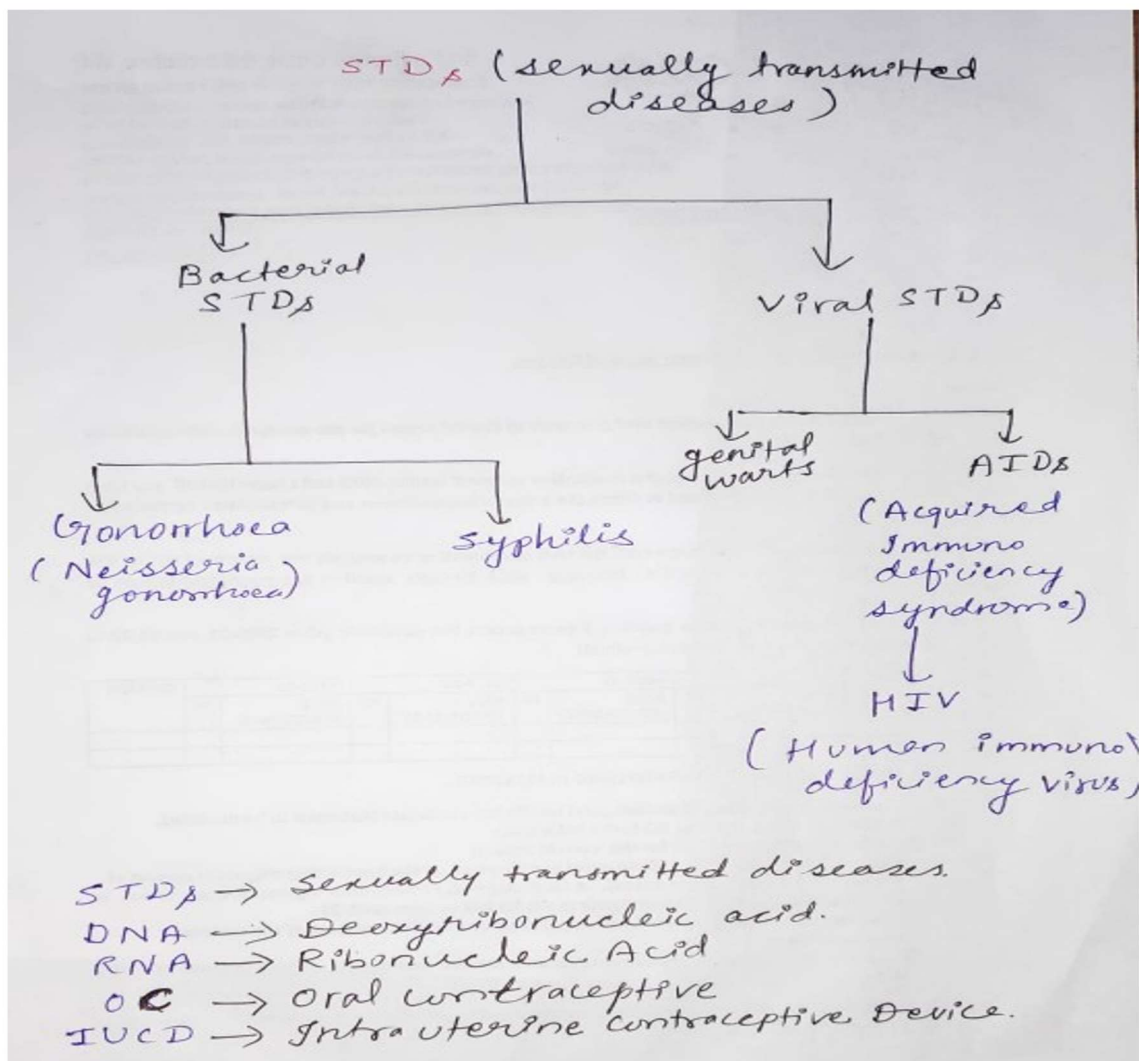 STDs (sexually transmitted
diseases)
Bacterial
STDs
Viral STDs
genital
warts
AIDs
Gonorrhoea
(Neisseria
gonorrhoea)
Syphilis
(Acquired
Immuno
deficiency
syndrome)
HIV
(Human immuno
deficiency virus)
STDs → Sexually transmitted diseases.
DNA → Deoxyribonucleic acid.
RNA → Ribonucleic Acid
OC → Oral contraceptive
IUCD → Intra uterine contraceptive Device.